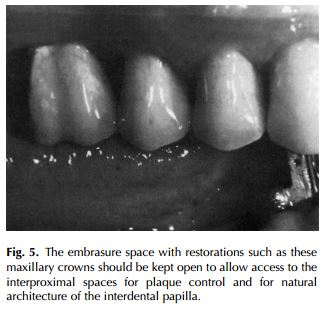 Fig. 5. The embrasure space with restorations such as these
maxillary crowns should be kept open to allow access to the
interproximal spaces for plaque control and for natural
architecture of the interdental papilla.